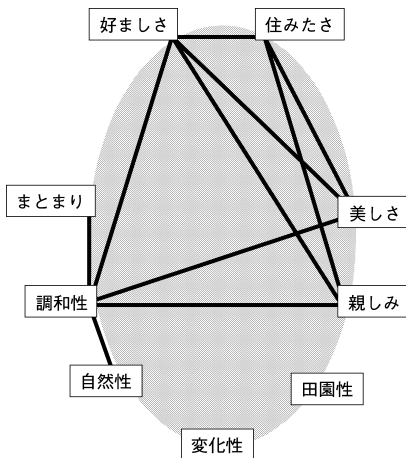 好ましさ
住みたさ
まとまり
美しさ
調和性
親しみ
自然性
田園性
変化性